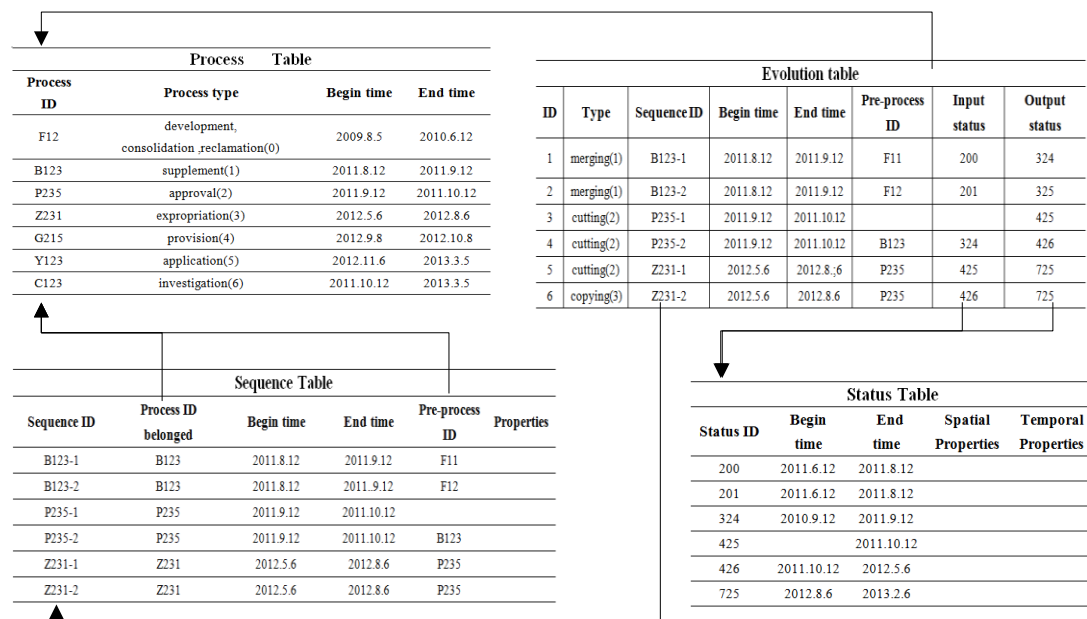 Process Table
Process ID Process type Begin time End time
F12 development, consolidation ,reclamation(0) 2009.8.5 2010.6.12
B123 supplement(1) 2011.8.12 2011.9.12
P235 approval(2) 2011.9.12 2011.10.12
Z231 expropriation(3) 2012.5.6 2012.8.6
G215 provision(4) 2012.9.8 2012.10.8
Y123 application(5) 2012.11.6 2013.3.5
C123 investigation(6) 2011.10.12 2013.3.5
Evolution table
ID Type Sequence ID Begin time End time Pre-process ID Input status Output status
1 merging(1) B123-1 2011.8.12 2011.9.12 F11 200 324
2 merging(1) B123-2 2011.8.12 2011.9.12 F12 201 325
3 cutting(2) P235-1 2011.9.12 2011.10.12 425
4 cutting(2) P235-2 2011.9.12 2011.10.12 B123 324 426
5 cutting(2) Z231-1 2012.5.6 2012.8.;6 P235 425 725
6 copying(3) Z231-2 2012.5.6 2012.8.6 P235 426 725
Sequence Table
Sequence ID Process ID belonged Begin time End time Pre-process ID Properties
B123-1 B123 2011.8.12 2011.9.12 F11
B123-2 B123 2011.8.12 2011..9.12 F12
P235-1 P235 2011.9.12 2011.10.12
P235-2 P235 2011.9.12 2011.10.12 B123
Z231-1 Z231 2012.5.6 2012.8.6 P235
Z231-2 Z231 2012.5.6 2012.8.6 P235
Status Table
Status ID Begin time End time Spatial Properties Temporal Properties
200 2011.6.12 2011.8.12
201 2011.6.12 2011.8.12
324 2010.9.12 2011.9.12
425 2011.10.12
426 2011.10.12 2012.5.6
725 2012.8.6 2013.2.6